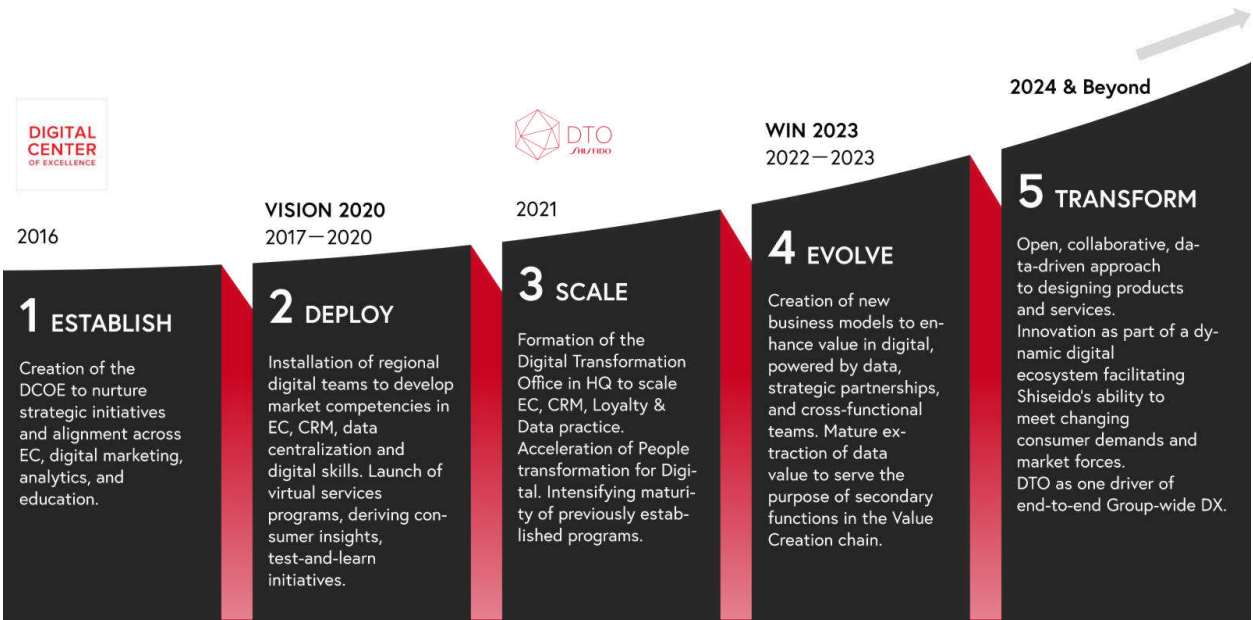 DIGITAL
CENTER
OF EXCELLENCE
2016
1 ESTABLISH
Creation of the
DCOE to nurture
strategic initiatives
and alignment across
EC, digital marketing,
analytics, and
education.
VISION 2020
2017—2020
2 DEPLOY
Installation of regional
digital teams to develop
market competencies in
EC, CRM, data
centralization and
digital skills. Launch of
virtual services
programs, deriving con-
sumer insights,
test-and-learn
initiatives.
DTO
SHISEIDO
2021
3 SCALE
Formation of the
Digital Transformation
Office in HQ to scale
EC, CRM, Loyalty &
Data practice.
Acceleration of People
transformation for Digi-
tal. Intensifying maturi-
ty of previously estab-
lished programs.
WIN 2023
2022—2023
4 EVOLVE
Creation of new
business models to en-
hance value in digital,
powered by data,
strategic partnerships,
and cross-functional
teams. Mature ex-
traction of data
value to serve the
purpose of secondary
functions in the Value
Creation chain.
2024 & Beyond
5 TRANSFORM
Open, collaborative, da-
ta-driven approach
to designing products
and services.
Innovation as part of a dy-
namic digital
ecosystem facilitating
Shiseido's ability to
meet changing
consumer demands and
market forces.
DTO as one driver of
end-to-end Group-wide DX.